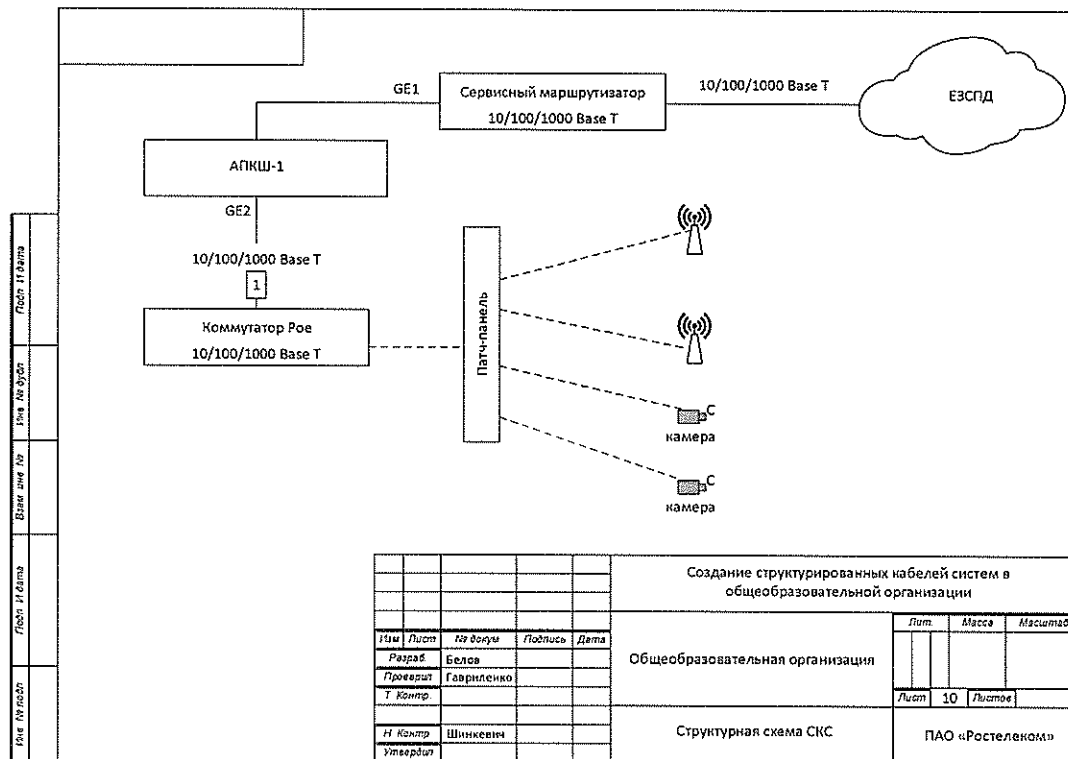 GE1
Сервисный маршрутизатор
10/100/1000 Base T
10/100/1000 Base T
ЕЗСПД
АПКШ-1
GE2
10/100/1000 Base T
1
Коммутатор Poe
10/100/1000 Base T
Патч-панель
С
камера
С
камера
Подп И дата
Инв № дубл
Взам инв №
Подп И дата
Инв № подл
Создание структурированных кабелей систем в
общеобразовательной организации
Изм Лист № докум Подпись Дата
Разраб. Белов
Проверил Гавриленко
Т Контр.
Н Контр Шинкевич
Утвердил
Общеобразовательная организация
Лит. Масса Масштаб
Лист 10 Листов
Структурная схема СКС
ПАО «Ростелеком»